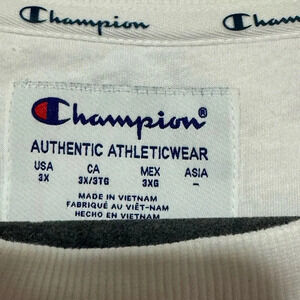 Champion Champion
Champion®
AUTHENTIC ATHLETICWEAR
USA CA MEX ASIA
3X 3X/3TG 3XG –
MADE IN VIETNAM
FABRIQUÉ AU VIÊT-NAM
HECHO EN VIETNAM